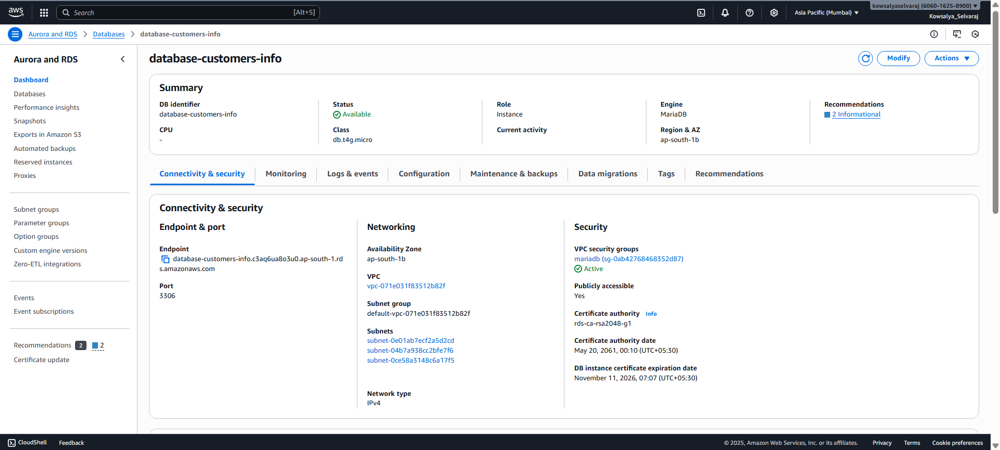 aws
Search
[Alt+S]
Asia Pacific (Mumbai)
kowsalyaselvaraj (6060-1625-8900)
Kowsalya_Selvaraj
Aurora and RDS
Databases
database-customers-info
Aurora and RDS
Dashboard
Databases
Performance insights
Snapshots
Exports in Amazon S3
Automated backups
Reserved instances
Proxies
Subnet groups
Parameter groups
Option groups
Custom engine versions
Zero-ETL integrations
Events
Event subscriptions
Recommendations 2 2
Certificate update
database-customers-info
Modify
Actions
Summary
DB identifier
database-customers-info
CPU
-
Status
Available
Class
db.t4g.micro
Role
Instance
Current activity
Engine
MariaDB
Region & AZ
ap-south-1b
Recommendations
2 Informational
Connectivity & security
Monitoring
Logs & events
Configuration
Maintenance & backups
Data migrations
Tags
Recommendations
Connectivity & security
Endpoint & port
Endpoint
database-customers-info.c3aq6ua8o3u0.ap-south-1.rd
s.amazonaws.com
Port
3306
Networking
Availability Zone
ap-south-1b
VPC
vpc-071e031f83512b82f
Subnet group
default-vpc-071e031f83512b82f
Subnets
subnet-0e01ab7ecf2a5d2cd
subnet-04b7a938cc2bfe7f6
subnet-0ce58a3148c6a17f5
Network type
IPv4
Security
VPC security groups
mariadb (sg-0ab42768468352d87)
Active
Publicly accessible
Yes
Certificate authority Info
rds-ca-rsa2048-g1
Certificate authority date
May 20, 2061, 00:10 (UTC+05:30)
DB instance certificate expiration date
November 11, 2026, 07:07 (UTC+05:30)
CloudShell
Feedback
© 2025, Amazon Web Services, Inc. or its affiliates.
Privacy
Terms
Cookie preferences